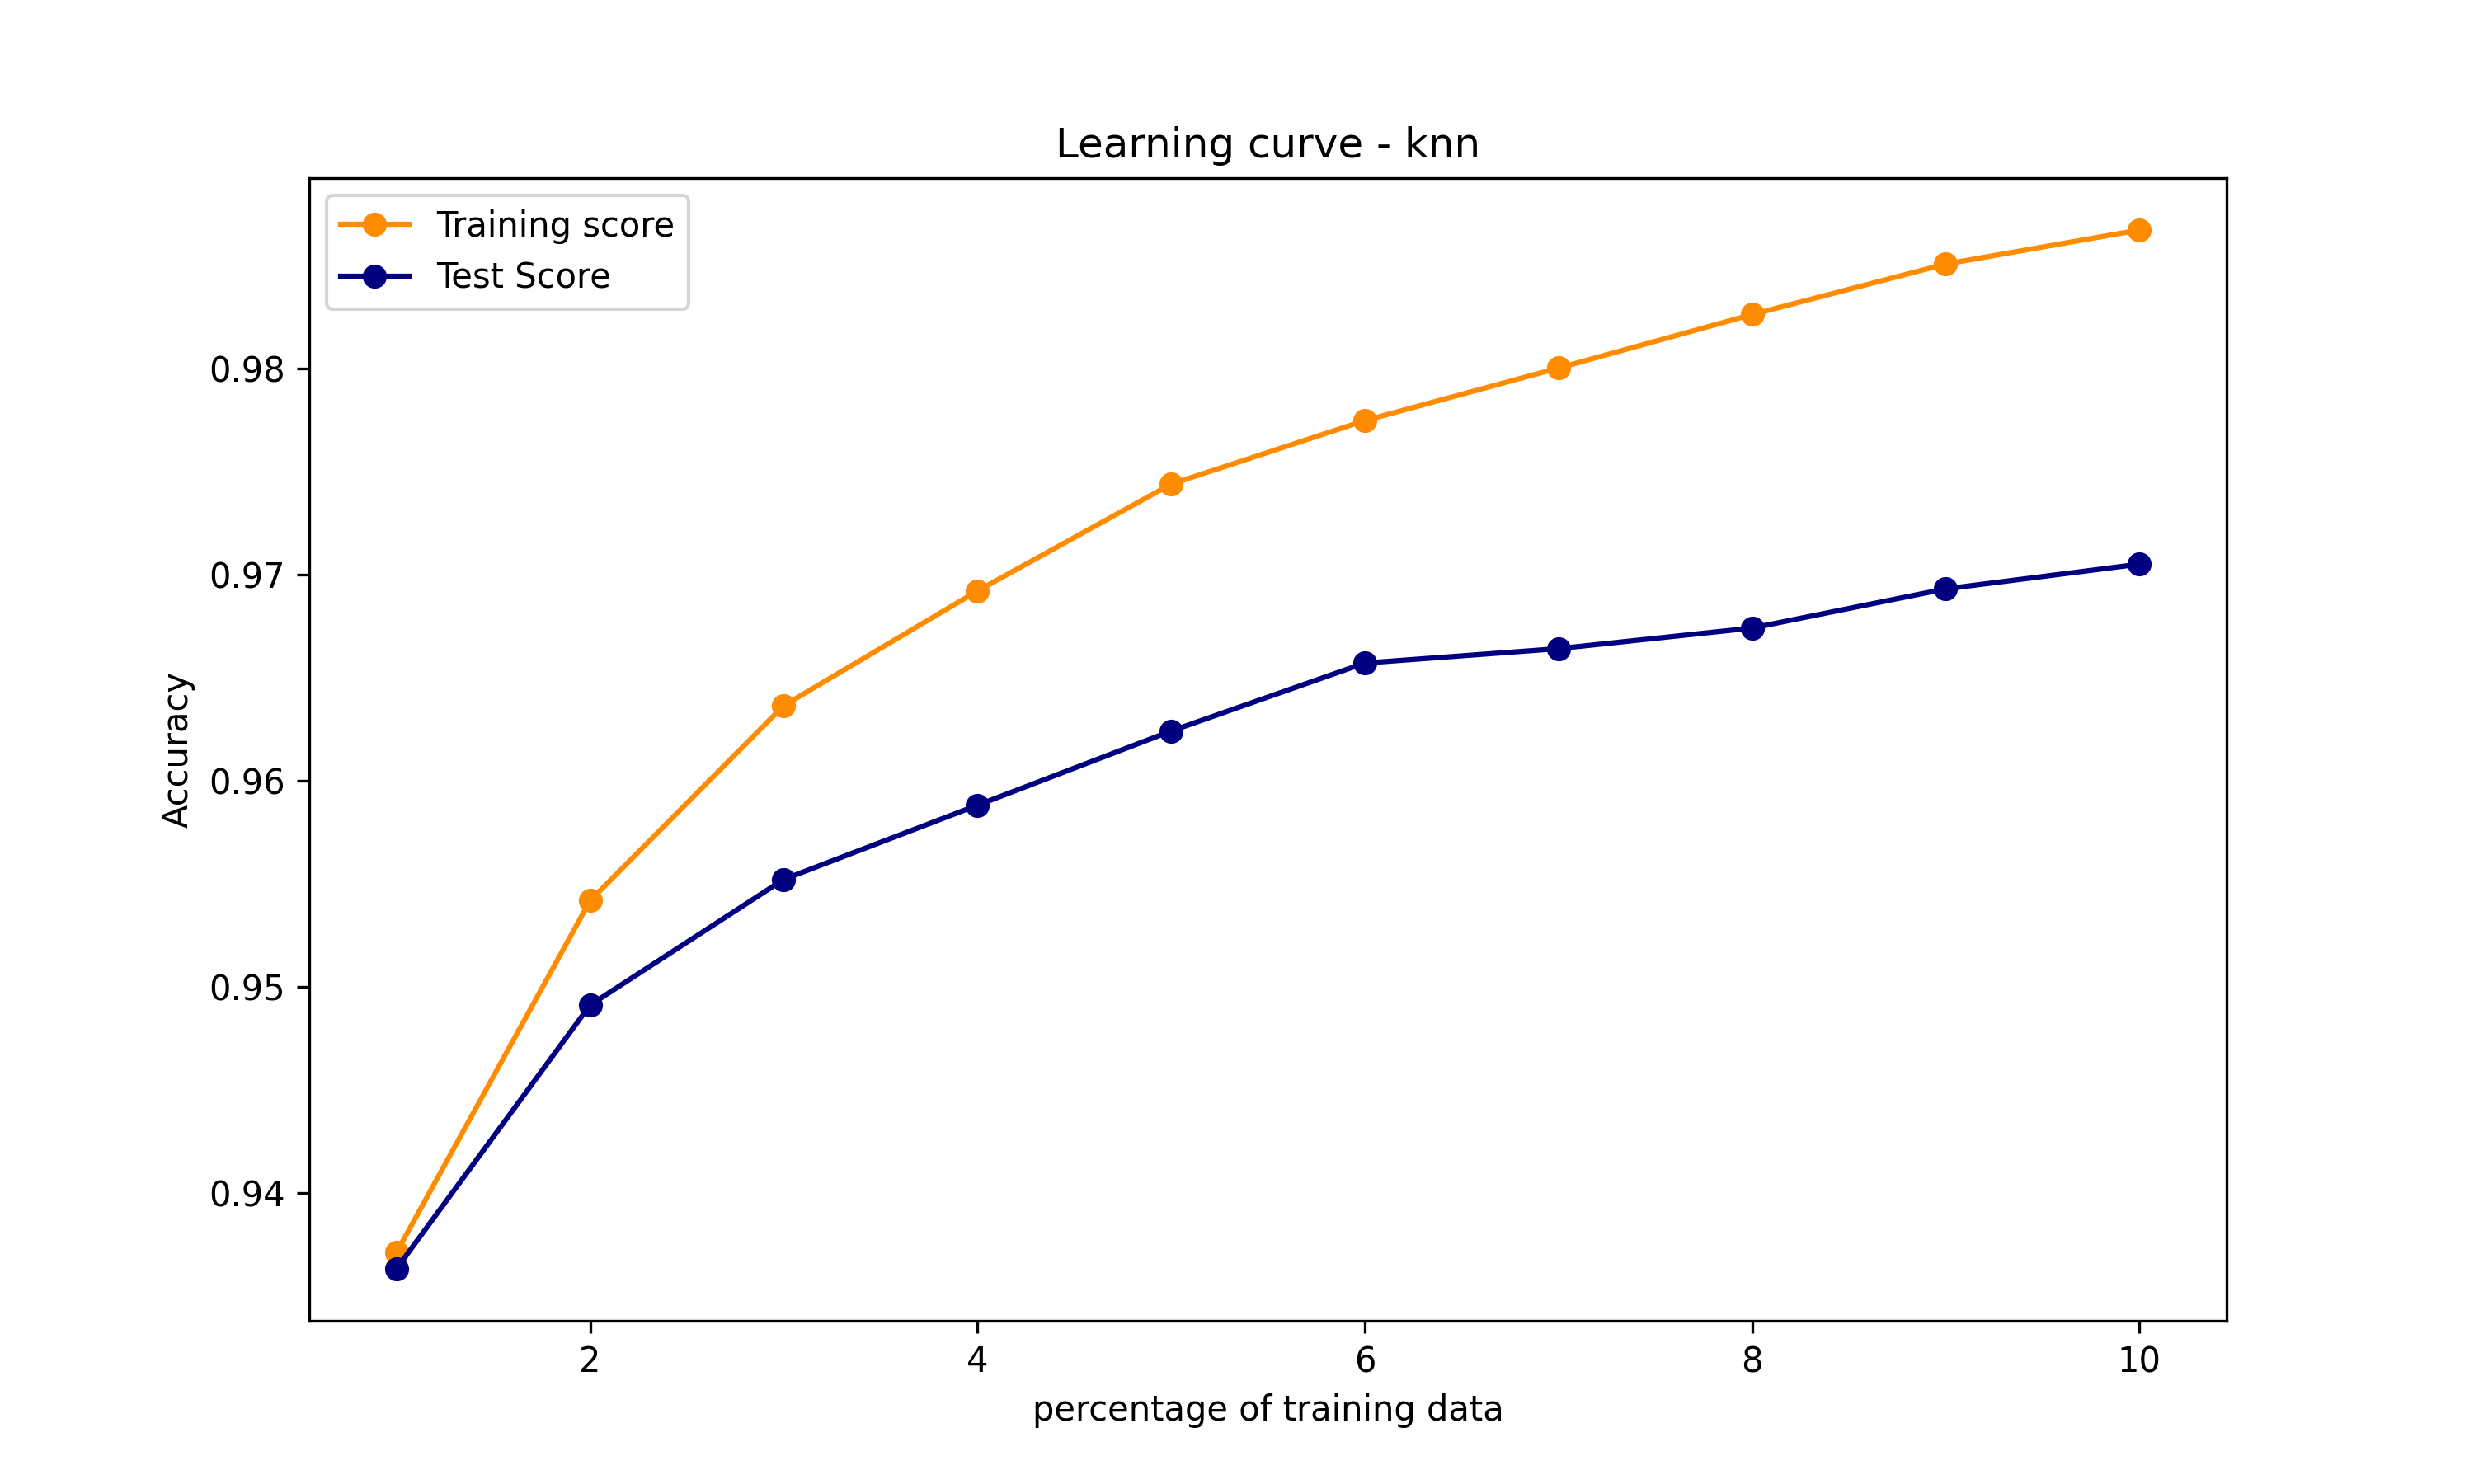 Learning curve - knn
Training score
Test Score
0.98
0.97
0.96
0.95
0.94
Accuracy
2 4 6 8 10
percentage of training data